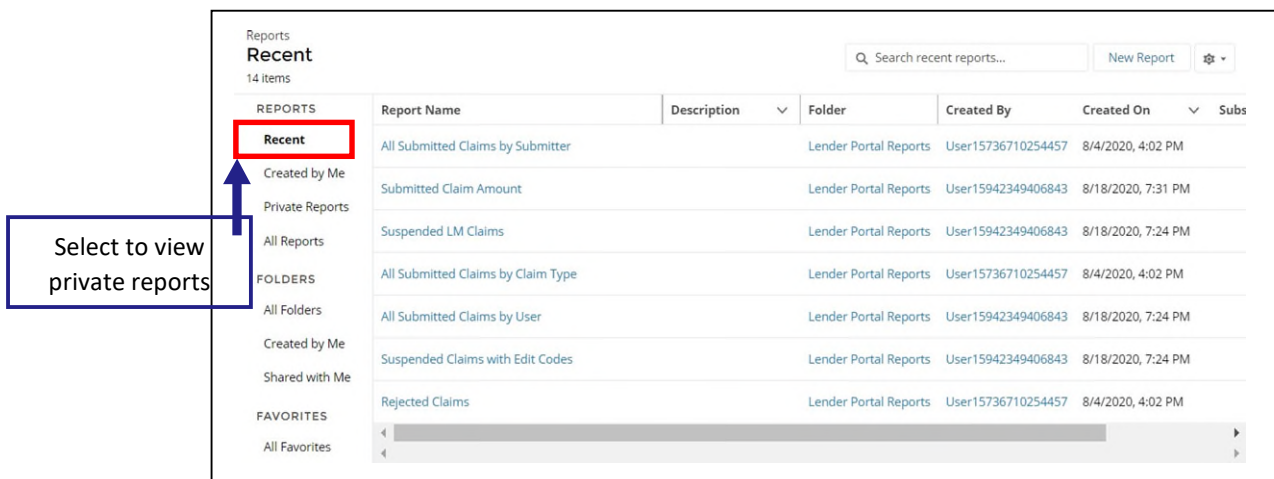 Reports
Recent
14 items
Search recent reports...
New Report
REPORTS
Recent
Created by Me
Private Reports
All Reports
FOLDERS
All Folders
Created by Me
Shared with Me
FAVORITES
All Favorites
Select to view
private reports
Report Name Description Folder Created By Created On Subs
All Submitted Claims by Submitter Lender Portal Reports User15736710254457 8/4/2020, 4:02 PM
Submitted Claim Amount Lender Portal Reports User15942349406843 8/18/2020, 7:31 PM
Suspended LM Claims Lender Portal Reports User15942349406843 8/18/2020, 7:24 PM
All Submitted Claims by Claim Type Lender Portal Reports User15736710254457 8/4/2020, 4:02 PM
All Submitted Claims by User Lender Portal Reports User15942349406843 8/18/2020, 7:24 PM
Suspended Claims with Edit Codes Lender Portal Reports User15942349406843 8/18/2020, 7:24 PM
Rejected Claims Lender Portal Reports User15736710254457 8/4/2020, 4:02 PM